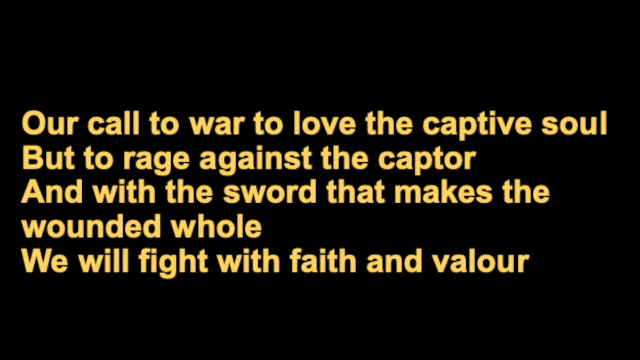 Our call to war to love the captive soul
But to rage against the captor
And with the sword that makes the
wounded whole
We will fight with faith and valour